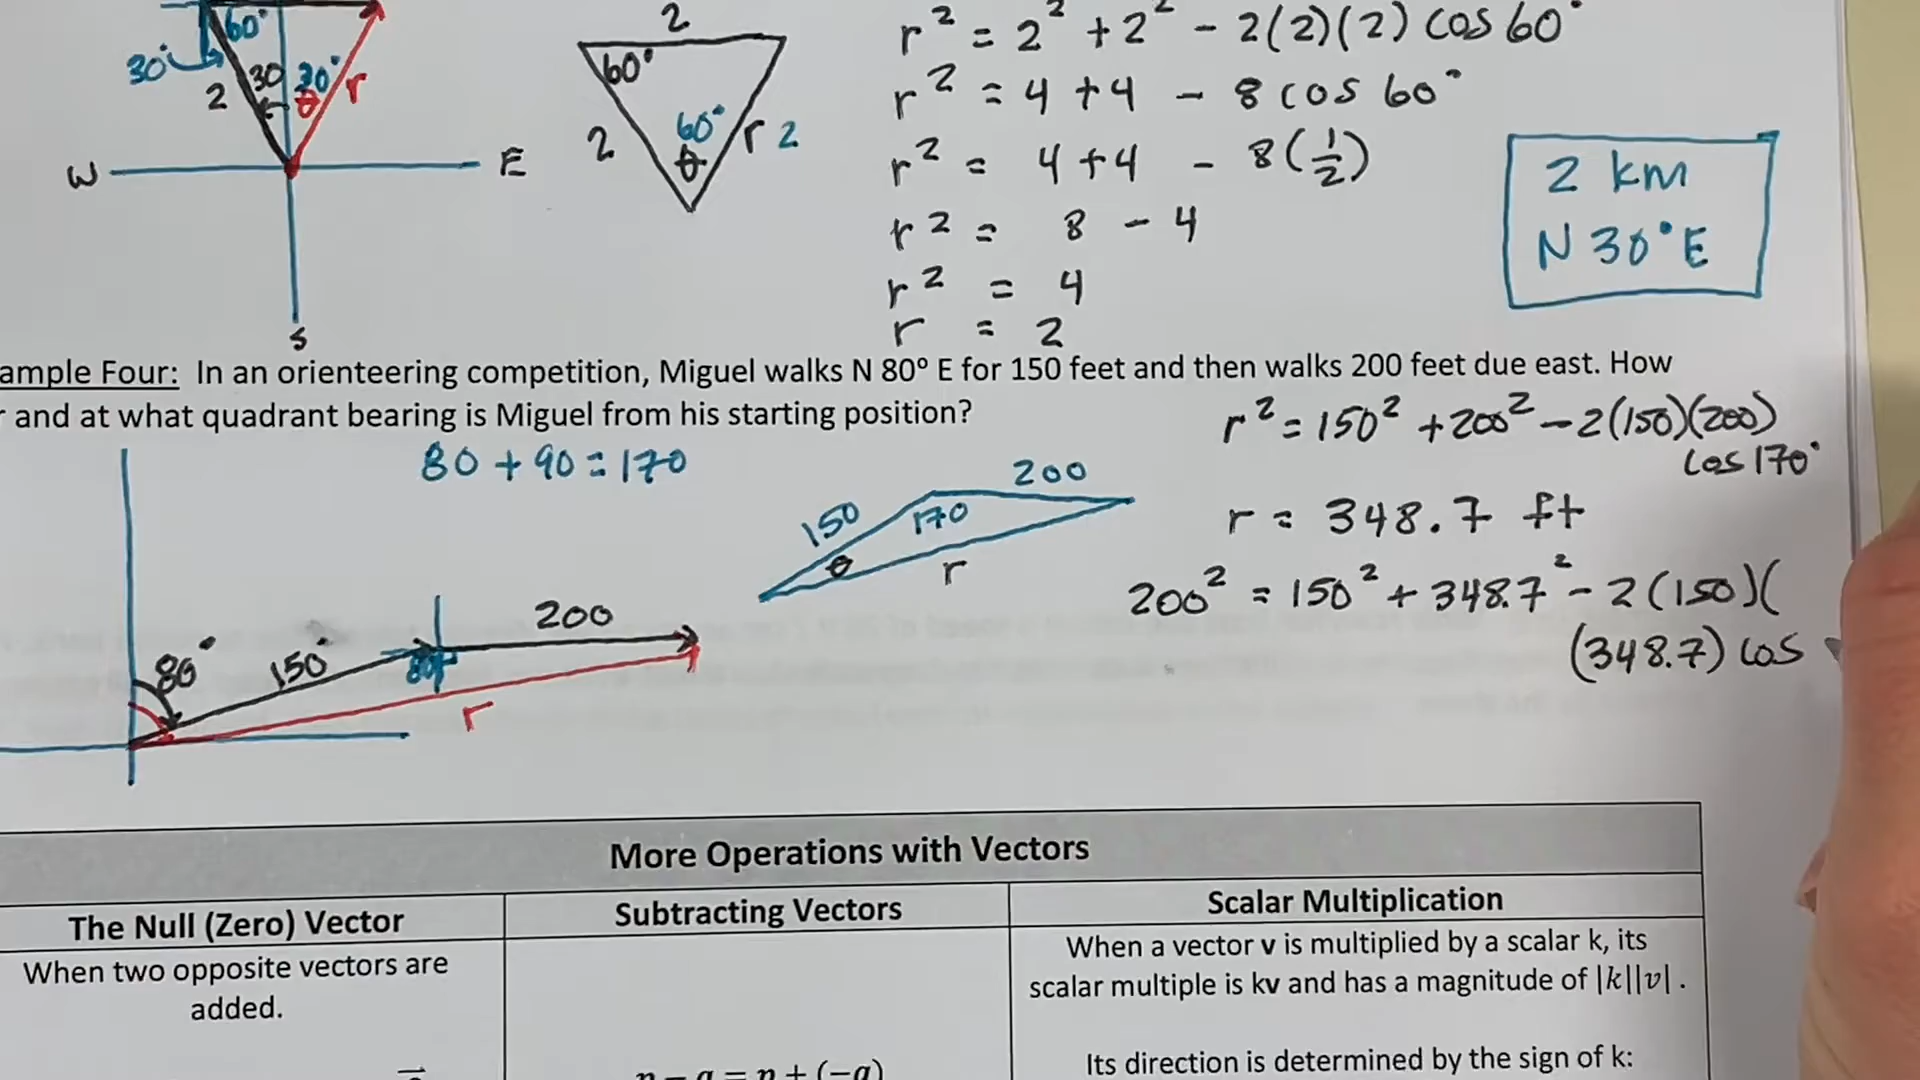 60°
30°
2
30
30°
θ
r
W
E
S
2
60°
2
60°
θ
r 2
r² = 2² + 2² - 2(2)(2) cos 60°
r² = 4 + 4 - 8 cos 60°
r² = 4 + 4 - 8(1/2)
r² = 8 - 4
r² = 4
r = 2
2 km
N 30° E
ample Four: In an orienteering competition, Miguel walks N 80° E for 150 feet and then walks 200 feet due east. How
r and at what quadrant bearing is Miguel from his starting position?
80 + 90 = 170
200
150
170
θ
r
r² = 150² + 200² - 2(150)(200)
cos 170°
r = 348.7 ft
200² = 150² + 348.7² - 2(150)(
(348.7) cos
80°
150
80
200
r
More Operations with Vectors
The Null (Zero) Vector
Subtracting Vectors
Scalar Multiplication
When two opposite vectors are
added.
When a vector v is multiplied by a scalar k, its
scalar multiple is kv and has a magnitude of |k||v|.
Its direction is determined by the sign of k: